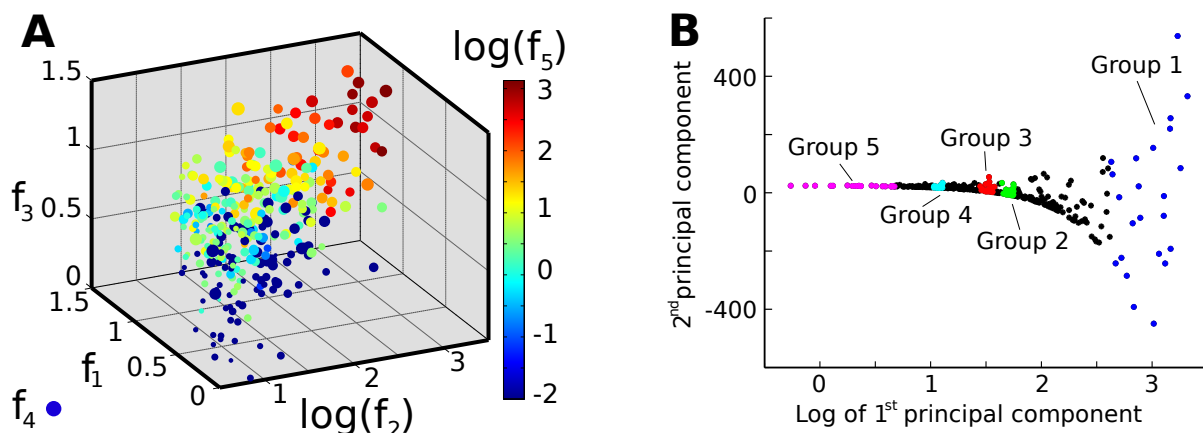 A
log(f5)
1.5
1
f3
0.5
0
1.5
1
f1
0.5
0
1
2
3
log(f2)
f4
3
2
1
0
-1
-2
B
2nd principal component
400
0
-400
Group 1
Group 3
Group 5
Group 4
Group 2
0
1
2
3
Log of 1st principal component